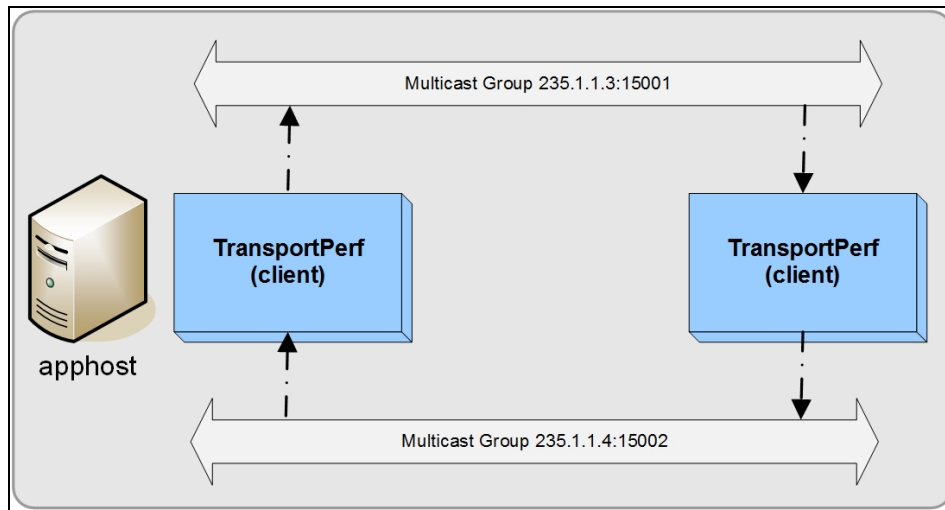 Multicast Group 235.1.1.3:15001
TransportPerf
(client)
TransportPerf
(client)
apphost
Multicast Group 235.1.1.4:15002